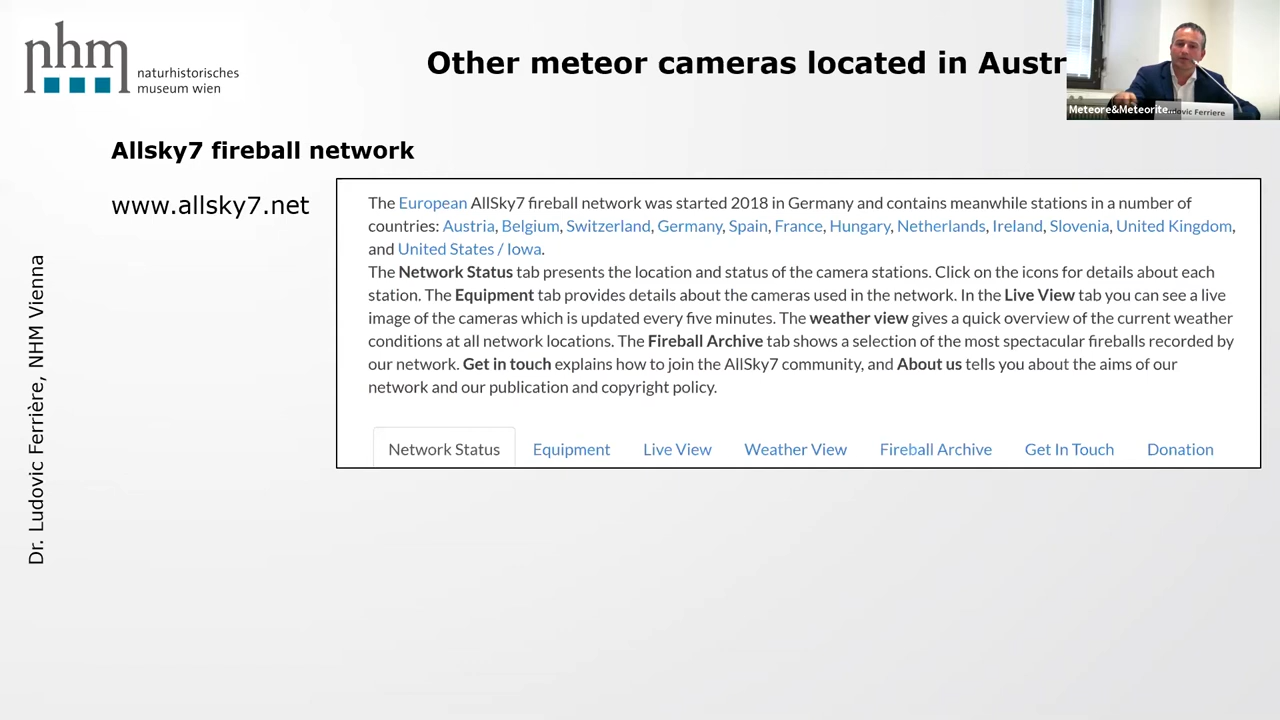 nhm
naturhistorisches
museum wien
Other meteor cameras located in Austr
Meteore&Meteorite...
ovic Ferriere
Allsky7 fireball network
www.allsky7.net
The European AllSky7 fireball network was started 2018 in Germany and contains meanwhile stations in a number of
countries: Austria, Belgium, Switzerland, Germany, Spain, France, Hungary, Netherlands, Ireland, Slovenia, United Kingdom,
and United States / Iowa.
The Network Status tab presents the location and status of the camera stations. Click on the icons for details about each
station. The Equipment tab provides details about the cameras used in the network. In the Live View tab you can see a live
image of the cameras which is updated every five minutes. The weather view gives a quick overview of the current weather
conditions at all network locations. The Fireball Archive tab shows a selection of the most spectacular fireballs recorded by
our network. Get in touch explains how to join the AllSky7 community, and About us tells you about the aims of our
network and our publication and copyright policy.
Network Status Equipment Live View Weather View Fireball Archive Get In Touch Donation
Dr. Ludovic Ferrière, NHM Vienna